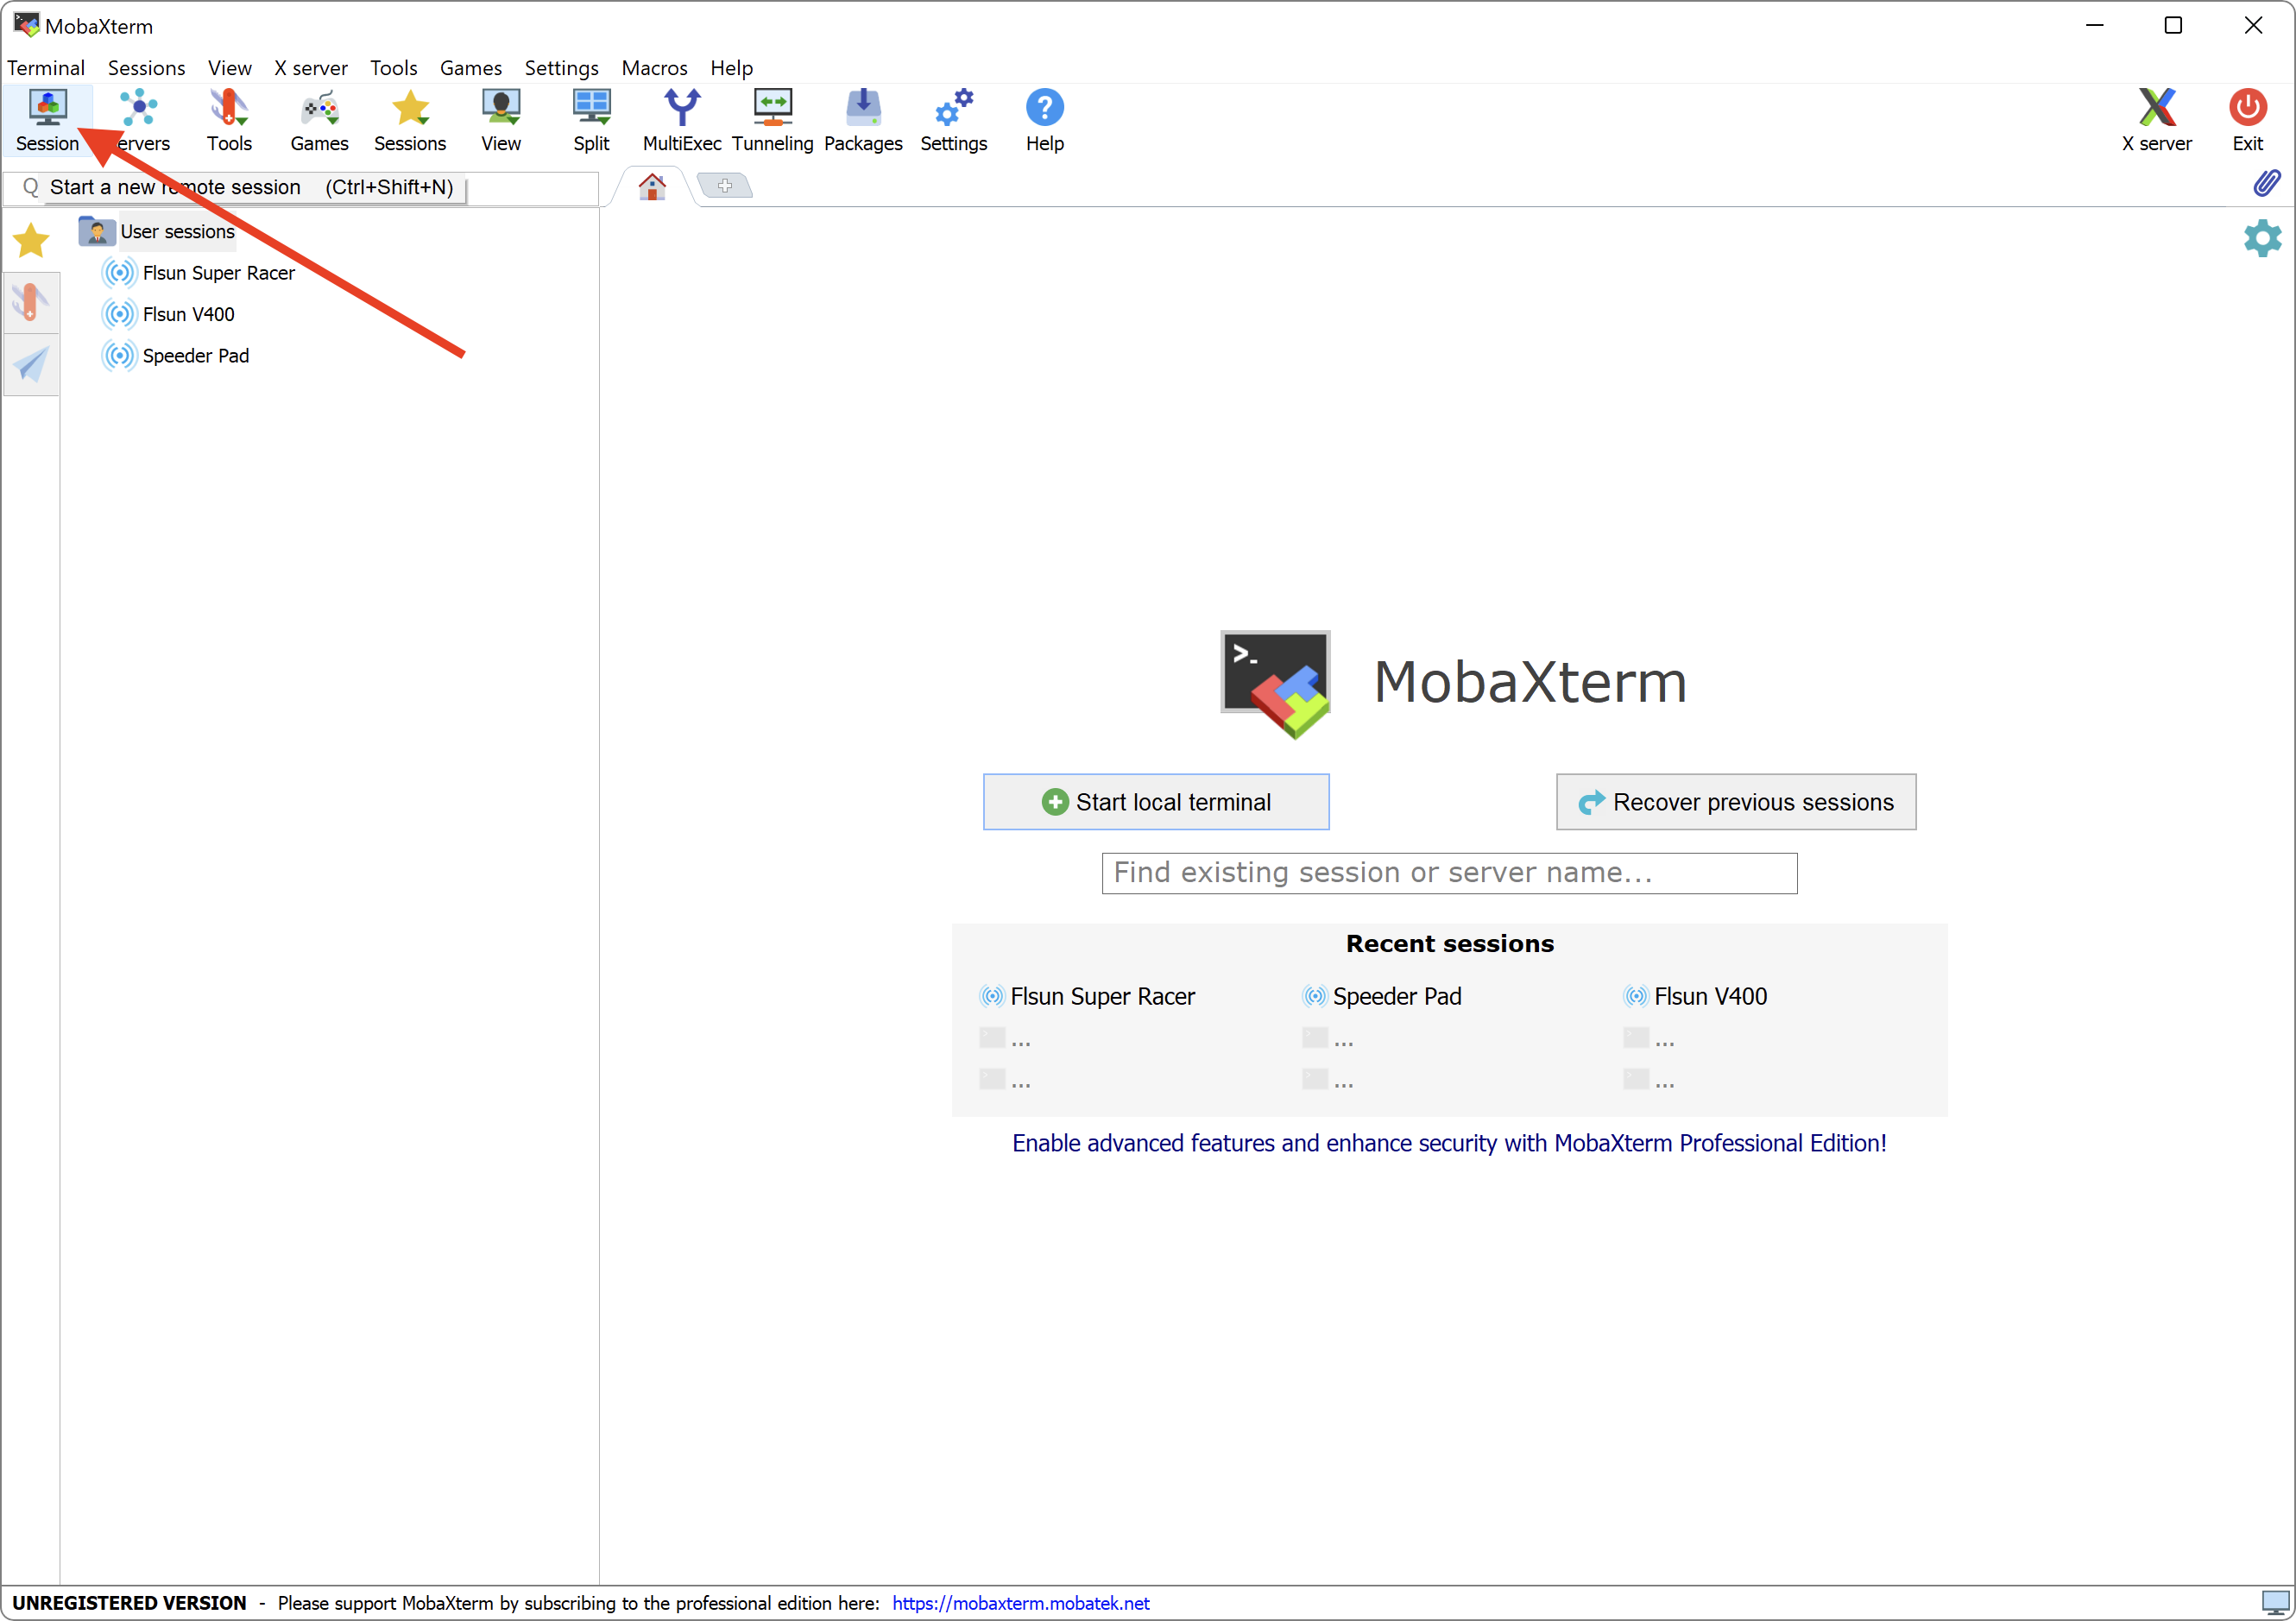 MobaXterm
Terminal Sessions View X server Tools Games Settings Macros Help
Session ervers Tools Games Sessions View Split MultiExec Tunneling Packages Settings Help X server Exit
Start a new remote session (Ctrl+Shift+N)
User sessions
Flsun Super Racer
Flsun V400
Speeder Pad
MobaXterm
Start local terminal
Recover previous sessions
Find existing session or server name...
Recent sessions
Flsun Super Racer Speeder Pad Flsun V400
... ... ...
... ... ...
Enable advanced features and enhance security with MobaXterm Professional Edition!
UNREGISTERED VERSION - Please support MobaXterm by subscribing to the professional edition here: https://mobaxterm.mobatek.net